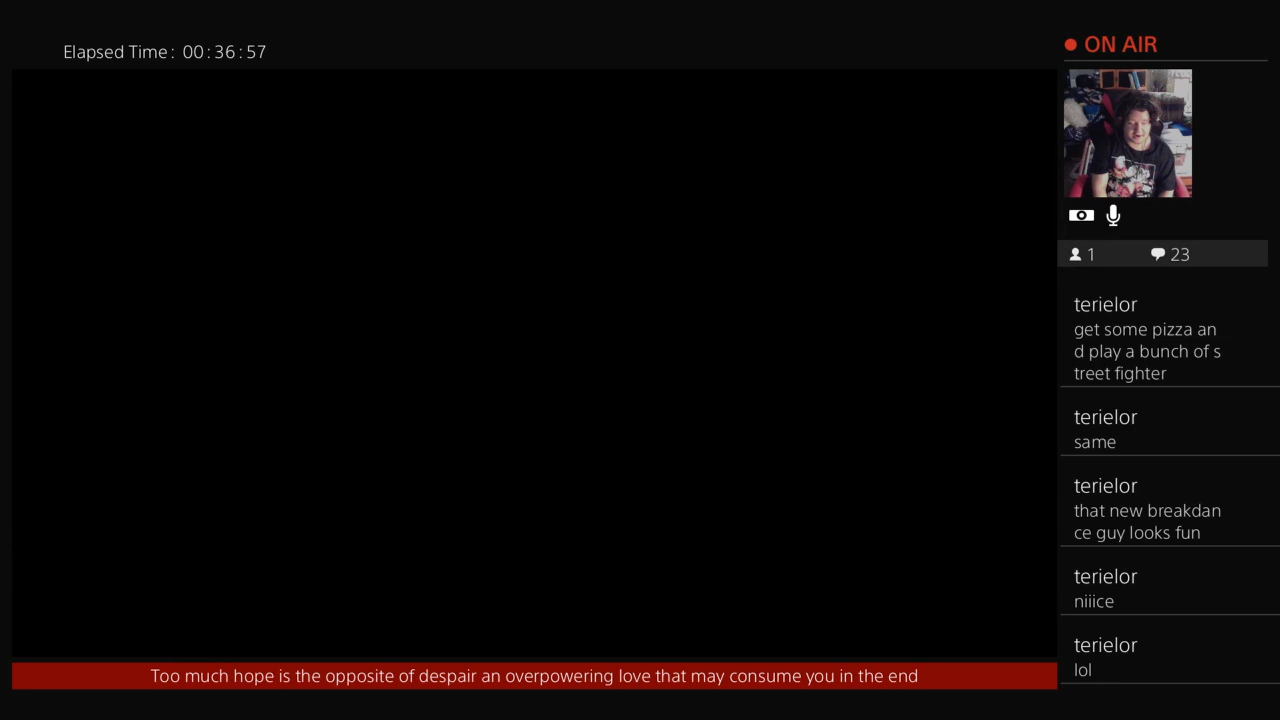 Elapsed Time: 00:36:57
ON AIR
1 23
terielor
get some pizza an
d play a bunch of s
treet fighter
terielor
same
terielor
that new breakdan
ce guy looks fun
terielor
niiice
terielor
lol
Too much hope is the opposite of despair an overpowering love that may consume you in the end